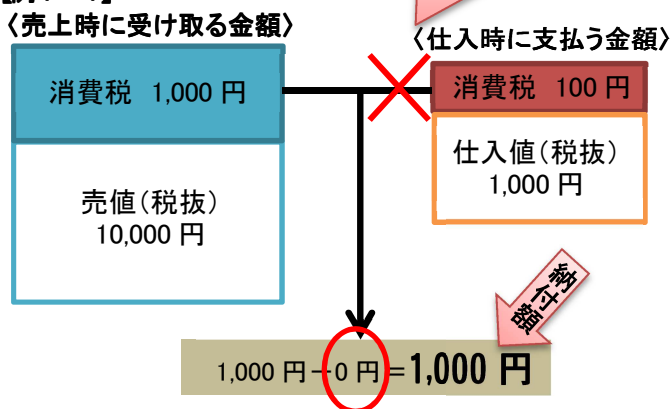 〈売上時に受け取る金額〉
〈仕入時に支払う金額〉
消費税 1,000 円
消費税 100 円
売値(税抜)
10,000 円
仕入値(税抜)
1,000 円
納付額
1,000 円－0 円＝1,000 円